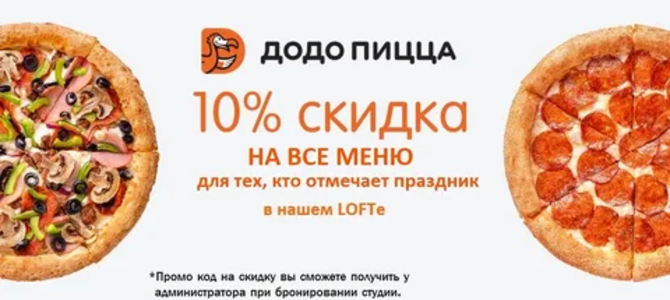 ДОДО ПИЦЦА
10% скидка
НА ВСЕ МЕНЮ
для тех, кто отмечает праздник
в нашем LOFTe
*Промо код на скидку вы сможете получить у
администратора при бронировании студии.